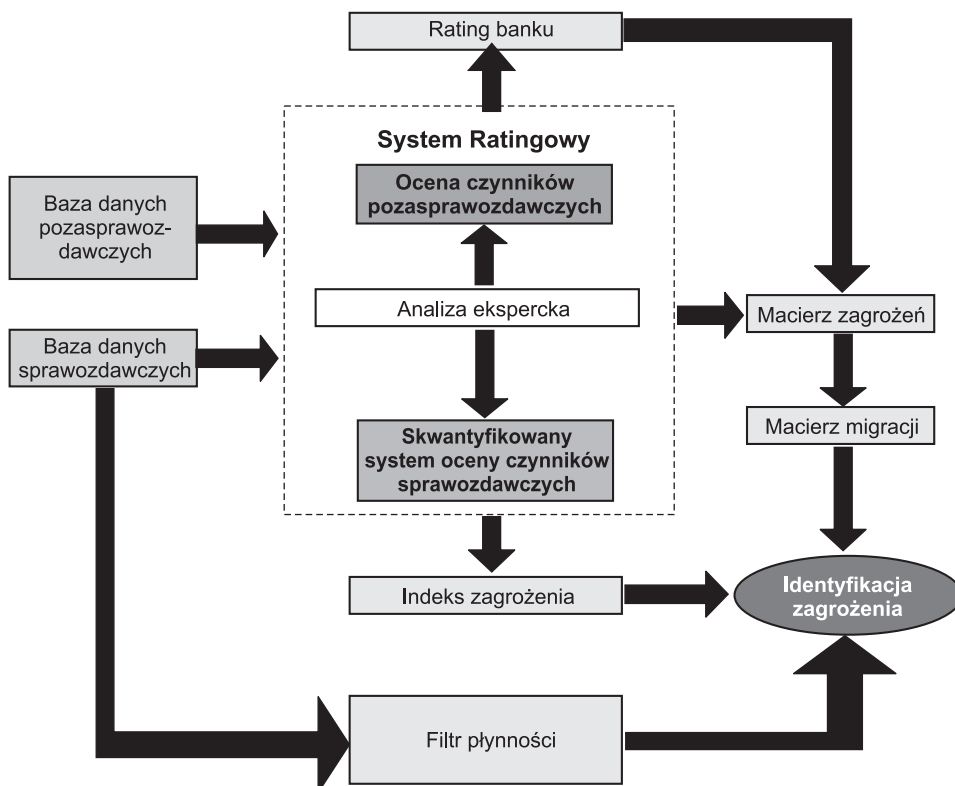 Rating banku
System Ratingowy
Ocena czynników
pozasprawozdawczych
Baza danych
pozasprawoz-
dawczych
Analiza ekspercka
Macierz zagrożeń
Baza danych
sprawozdawczych
Macierz migracji
Skwantyfikowany
system oceny czynników
sprawozdawczych
Indeks zagrożenia
Identyfikacja
zagrożenia
Filtr płynności